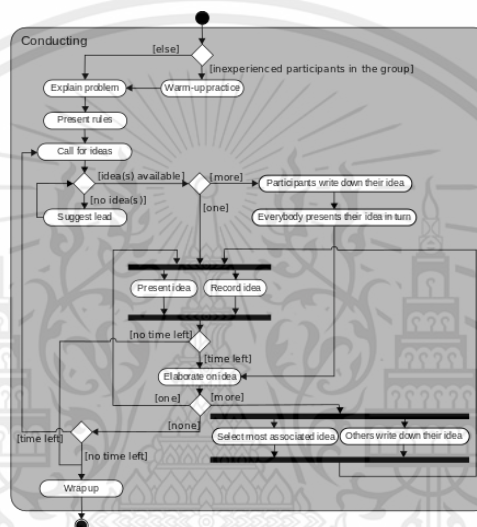 Conducting
[else]
[inexperienced participants in the group]
Explain problem
Warm-up practice
Present rules
Call for ideas
[idea(s) available]
[more]
Participants write down their idea
[no idea(s)]
[one]
Suggest lead
Everybody presents their idea in turn
Present idea
Record idea
[no time left]
[time left]
Elaborate on idea
[one]
[more]
[none]
[time left]
Select most associated idea
Others write down their idea
[no time left]
Wrap up